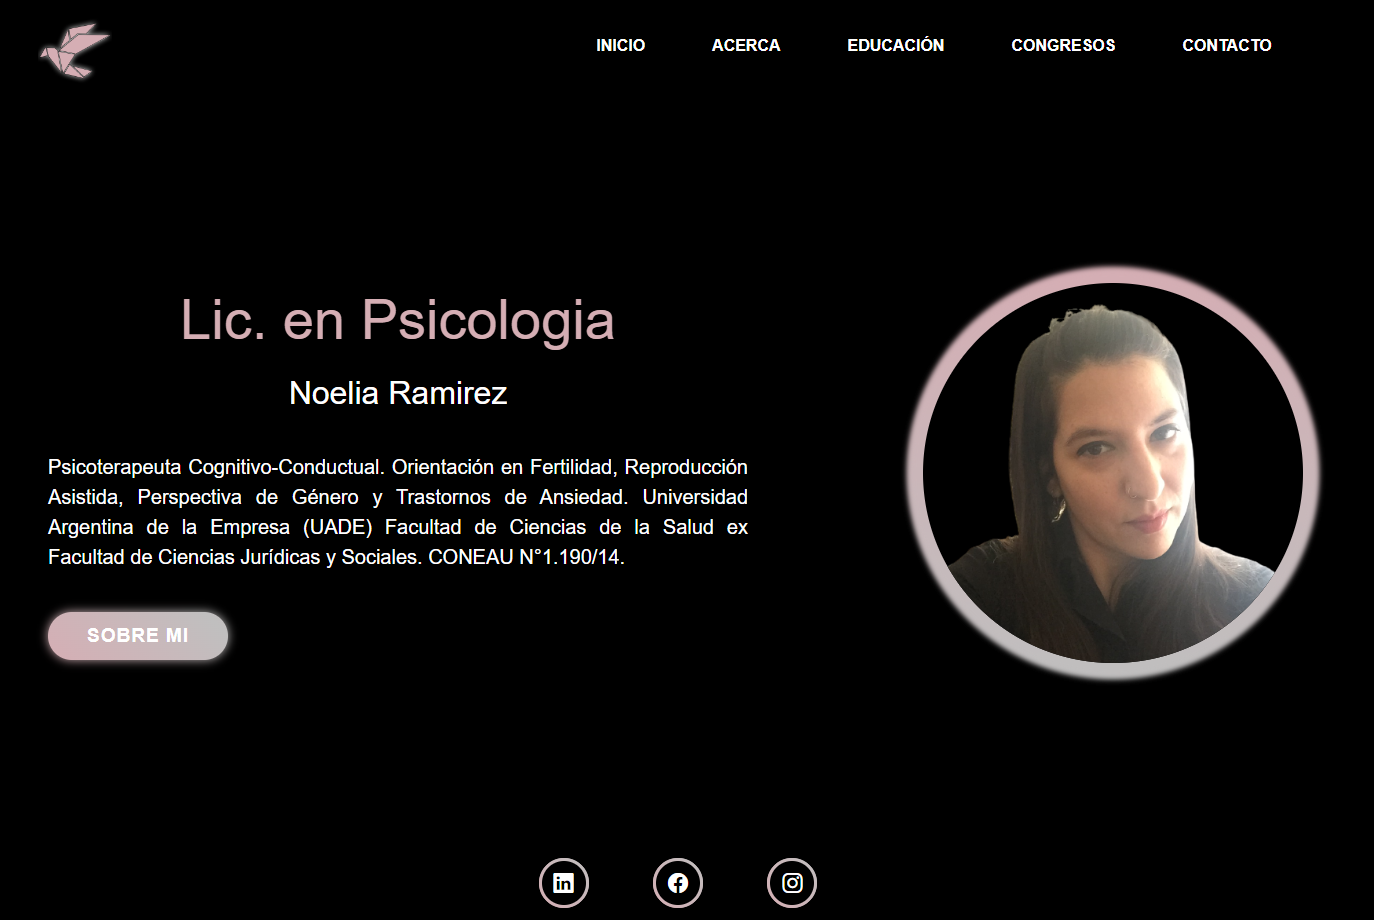 INICIO ACERCA EDUCACIÓN CONGRESOS CONTACTO
Lic. en Psicologia
Noelia Ramirez
Psicoterapeuta Cognitivo-Conductual. Orientación en Fertilidad, Reproducción
Asistida, Perspectiva de Género y Trastornos de Ansiedad. Universidad
Argentina de la Empresa (UADE) Facultad de Ciencias de la Salud ex
Facultad de Ciencias Jurídicas y Sociales. CONEAU N°1.190/14.
SOBRE MI